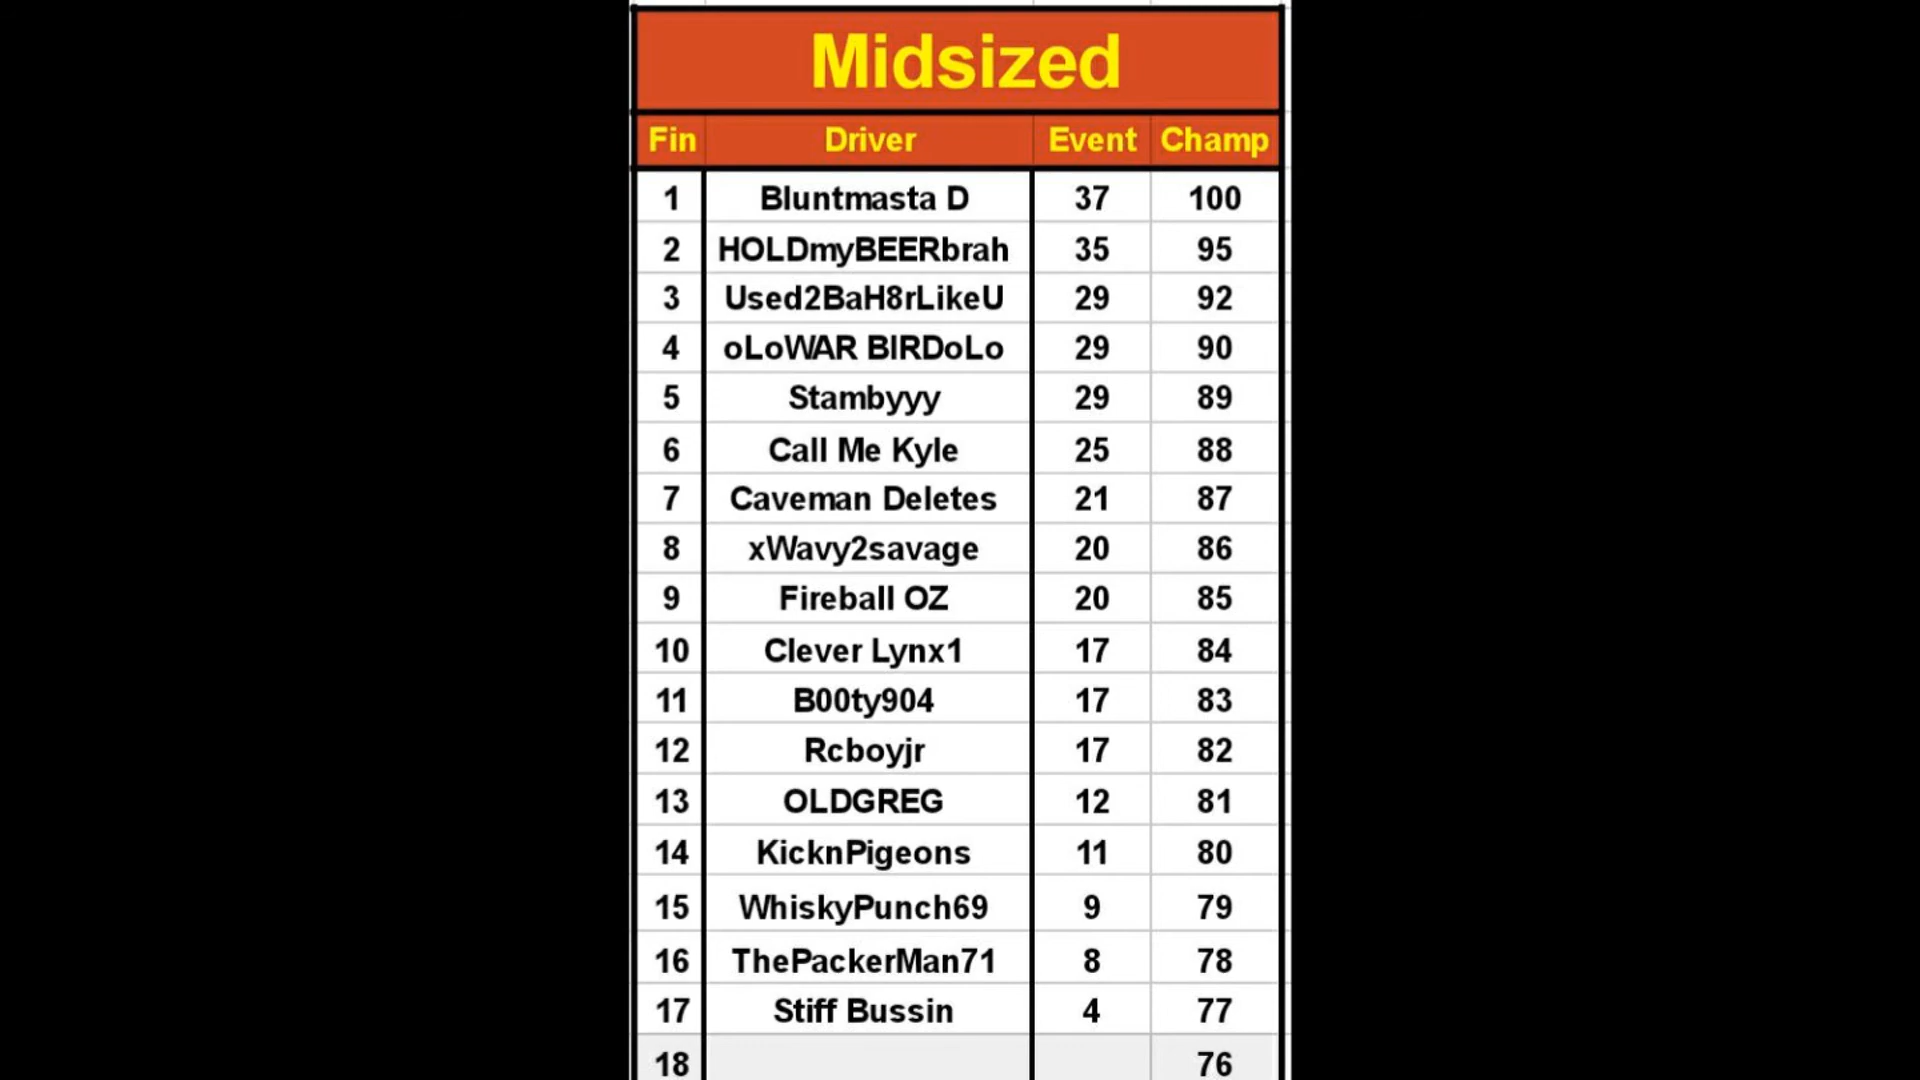 Midsized
Fin Driver Event Champ
1 Bluntmasta D 37 100
2 HOLDmyBEERbrah 35 95
3 Used2BaH8rLikeU 29 92
4 oLoWAR BIRDoLo 29 90
5 Stambyyy 29 89
6 Call Me Kyle 25 88
7 Caveman Deletes 21 87
8 xWavy2savage 20 86
9 Fireball OZ 20 85
10 Clever Lynx1 17 84
11 B00ty904 17 83
12 Rcboyjr 17 82
13 OLDGREG 12 81
14 KicknPigeons 11 80
15 WhiskyPunch69 9 79
16 ThePackerMan71 8 78
17 Stiff Bussin 4 77
18 76